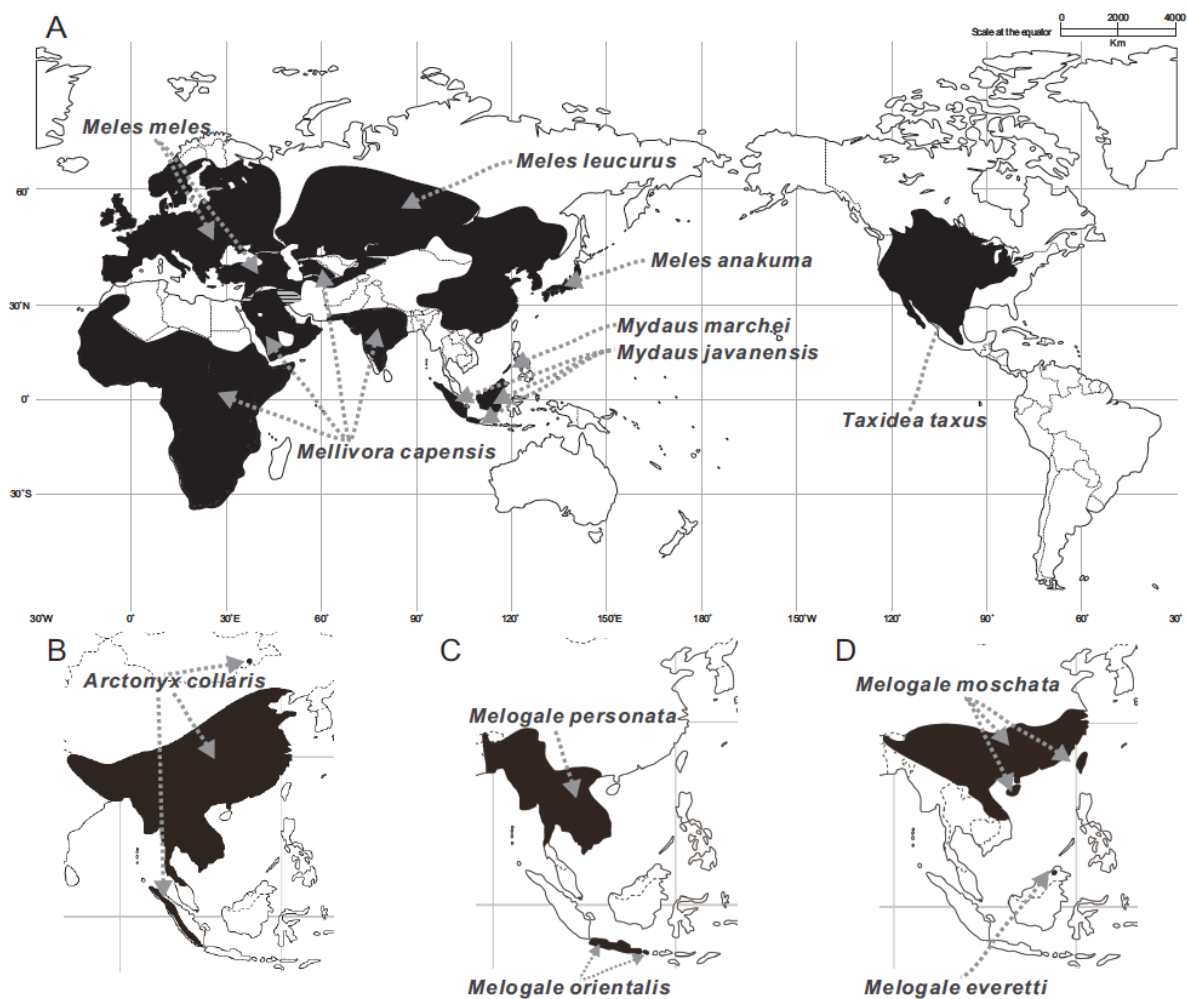 A
Scale at the equator
0 2000 4000
Km
Meles meles
Meles leucurus
60°
Meles anakuma
30°N
Mydaus marchei
Mydaus javanensis
0°
Taxidea taxus
Mellivora capensis
30°S
30°W 0° 30°E 60° 90° 120° 150°E 180° 150°W 120° 90° 60° 30°
B
Arctonyx collaris
C
Melogale personata
Melogale orientalis
D
Melogale moschata
Melogale everetti